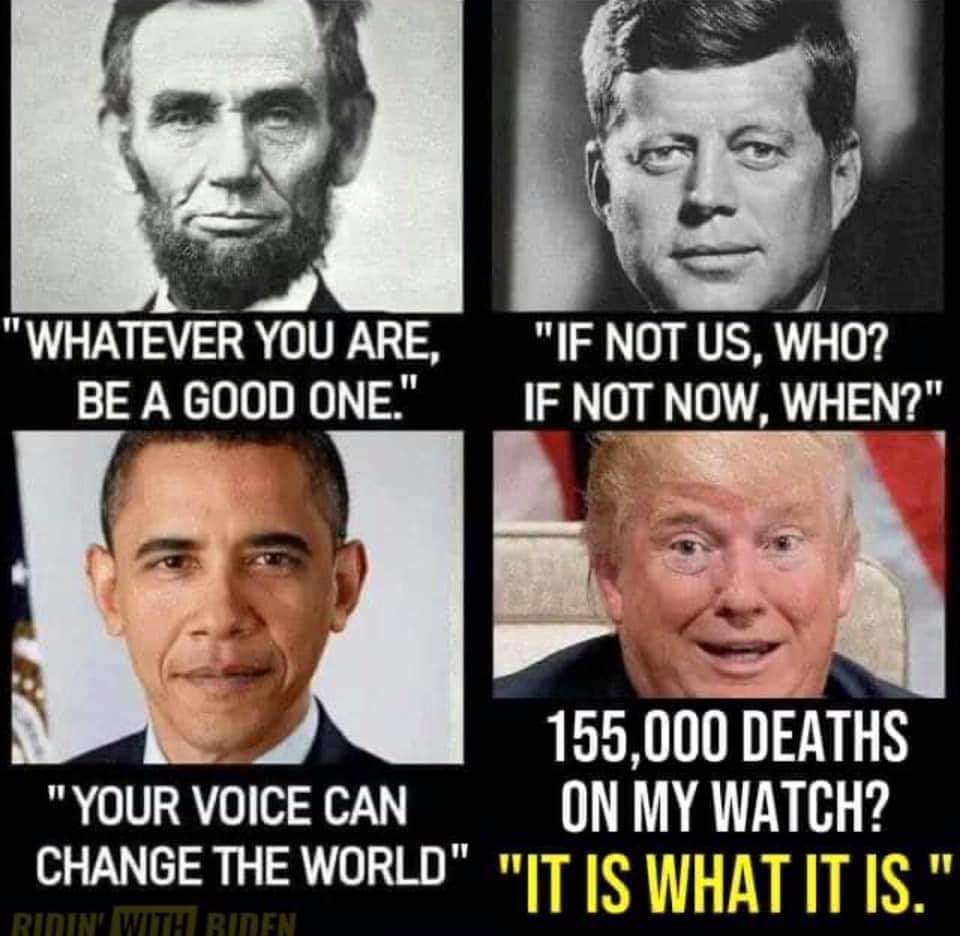 "WHATEVER YOU ARE,
BE A GOOD ONE."
"IF NOT US, WHO?
IF NOT NOW, WHEN?"
"YOUR VOICE CAN
CHANGE THE WORLD"
155,000 DEATHS
ON MY WATCH?
"IT IS WHAT IT IS."
RIDIN' WITH BIDEN